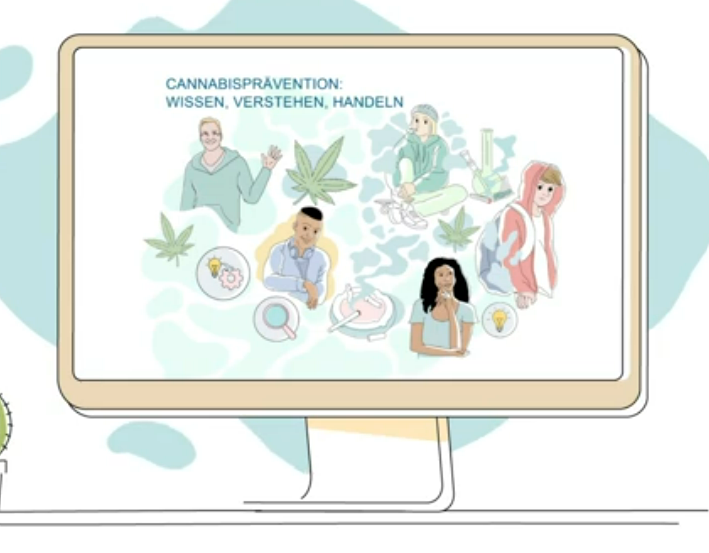 CANNABISPRÄVENTION:
WISSEN, VERSTEHEN, HANDELN